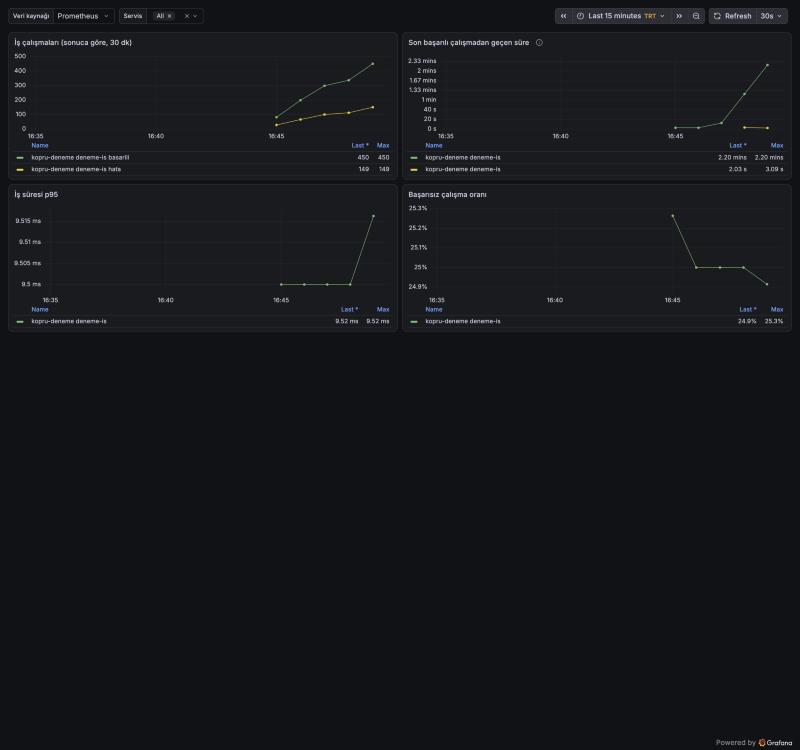 Veri kaynağı Prometheus Servis All Last 15 minutes TRT Refresh 30s
İş çalışmaları (sonuca göre, 30 dk)
500
400
300
200
100
0
16:35 16:40 16:45
Name Last * Max
kopru-deneme deneme-is basarili 450 450
kopru-deneme deneme-is hata 149 149
Son başarılı çalışmadan geçen süre
2.33 mins
2 mins
1.67 mins
1.33 mins
1 min
40 s
20 s
0 s
16:35 16:40 16:45
Name Last * Max
kopru-deneme deneme-is 2.20 mins 2.20 mins
kopru-deneme deneme-is 2.03 s 3.09 s
İş süresi p95
9.515 ms
9.51 ms
9.505 ms
9.5 ms
16:35 16:40 16:45
Name Last * Max
kopru-deneme deneme-is 9.52 ms 9.52 ms
Başarısız çalışma oranı
25.3%
25.2%
25.1%
25%
24.9%
16:35 16:40 16:45
Name Last * Max
kopru-deneme deneme-is 24.9% 25.3%
Powered by Grafana